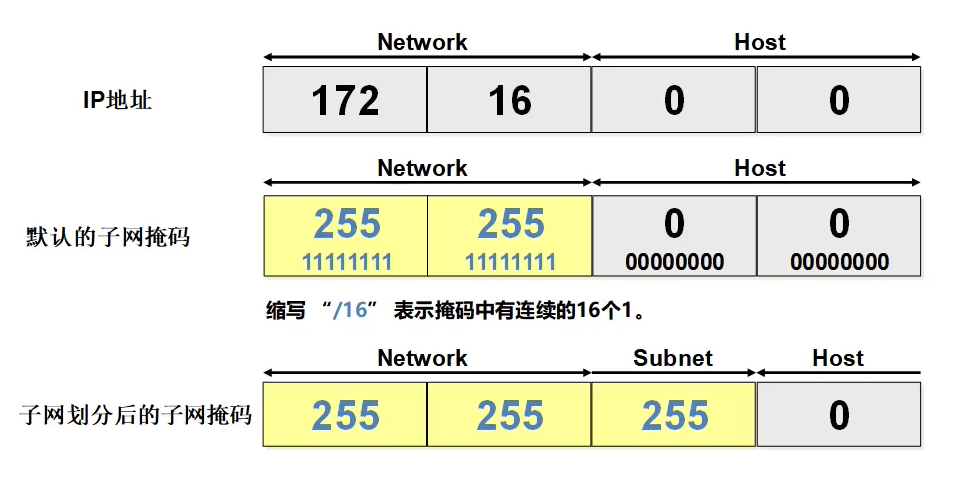 Network Host
IP地址 172 16 0 0
Network Host
默认的子网掩码 255 255 0 0
11111111 11111111 00000000 00000000
缩写 “/16” 表示掩码中有连续的16个1。
Network Subnet Host
子网划分后的子网掩码 255 255 255 0